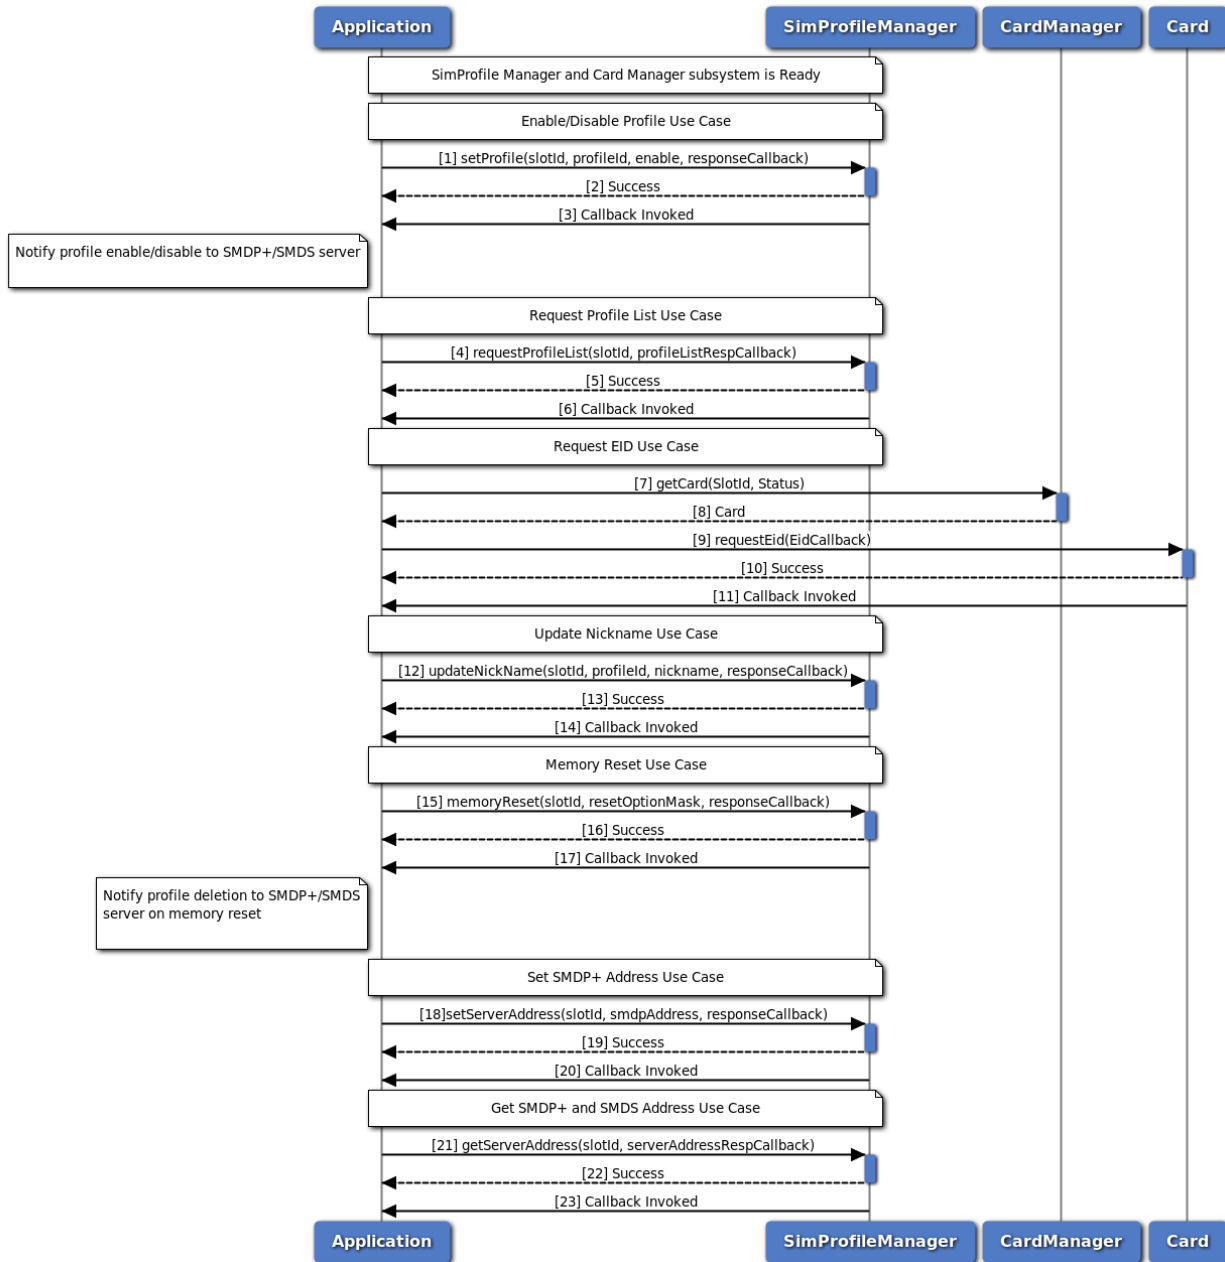 Application
SimProfileManager
CardManager
Card
SimProfile Manager and Card Manager subsystem is Ready
Enable/Disable Profile Use Case
[1] setProfile(slotId, profileId, enable, responseCallback)
[2] Success
[3] Callback Invoked
Notify profile enable/disable to SMDP+/SMDS server
Request Profile List Use Case
[4] requestProfileList(slotId, profileListRespCallback)
[5] Success
[6] Callback Invoked
Request EID Use Case
[7] getCard(SlotId, Status)
[8] Card
[9] requestEid(EidCallback)
[10] Success
[11] Callback Invoked
Update Nickname Use Case
[12] updateNickName(slotId, profileId, nickname, responseCallback)
[13] Success
[14] Callback Invoked
Memory Reset Use Case
[15] memoryReset(slotId, resetOptionMask, responseCallback)
[16] Success
[17] Callback Invoked
Notify profile deletion to SMDP+/SMDS
server on memory reset
Set SMDP+ Address Use Case
[18]setServerAddress(slotId, smdpAddress, responseCallback)
[19] Success
[20] Callback Invoked
Get SMDP+ and SMDS Address Use Case
[21] getServerAddress(slotId, serverAddressRespCallback)
[22] Success
[23] Callback Invoked
Application
SimProfileManager
CardManager
Card